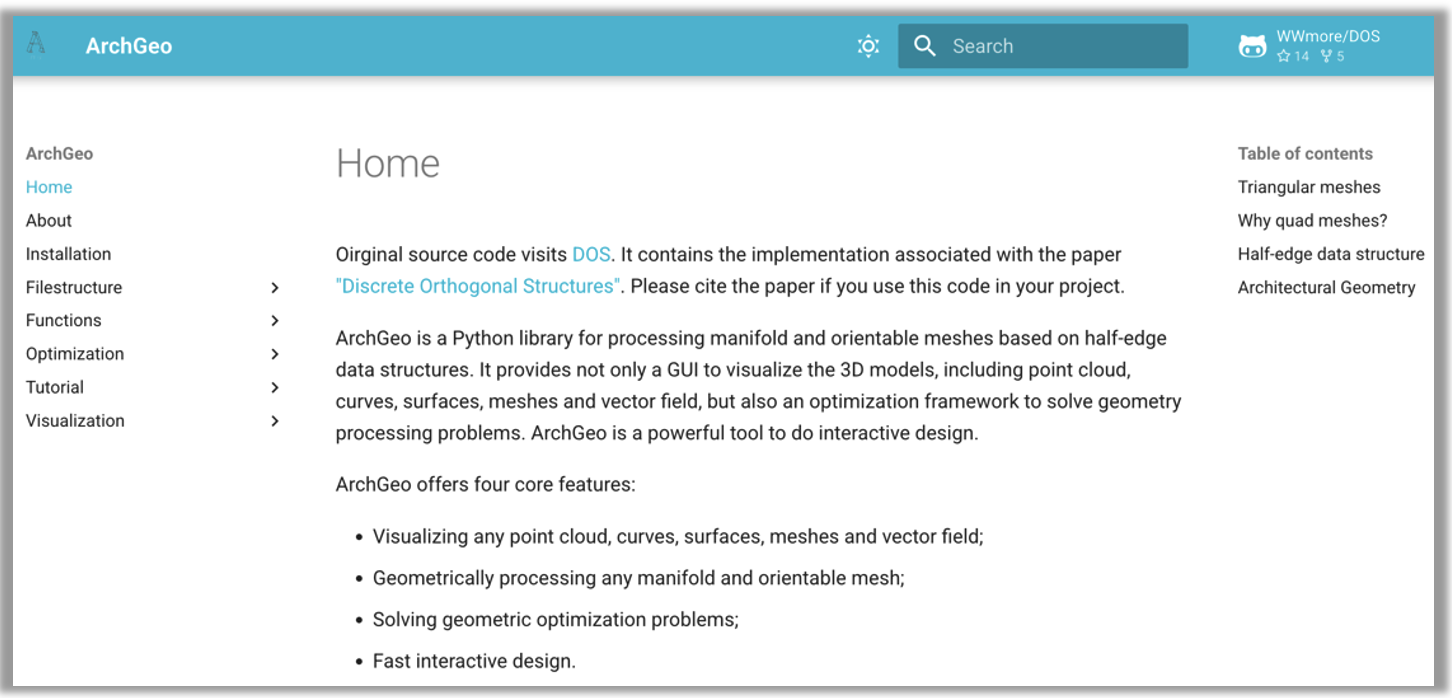 ArchGeo
Search
WWmore/DOS
14 5
ArchGeo
Home
About
Installation
Filestructure
Functions
Optimization
Tutorial
Visualization
Home
Oirginal source code visits DOS. It contains the implementation associated with the paper
"Discrete Orthogonal Structures". Please cite the paper if you use this code in your project.
ArchGeo is a Python library for processing manifold and orientable meshes based on half-edge
data structures. It provides not only a GUI to visualize the 3D models, including point cloud,
curves, surfaces, meshes and vector field, but also an optimization framework to solve geometry
processing problems. ArchGeo is a powerful tool to do interactive design.
ArchGeo offers four core features:
• Visualizing any point cloud, curves, surfaces, meshes and vector field;
• Geometrically processing any manifold and orientable mesh;
• Solving geometric optimization problems;
• Fast interactive design.
Table of contents
Triangular meshes
Why quad meshes?
Half-edge data structure
Architectural Geometry